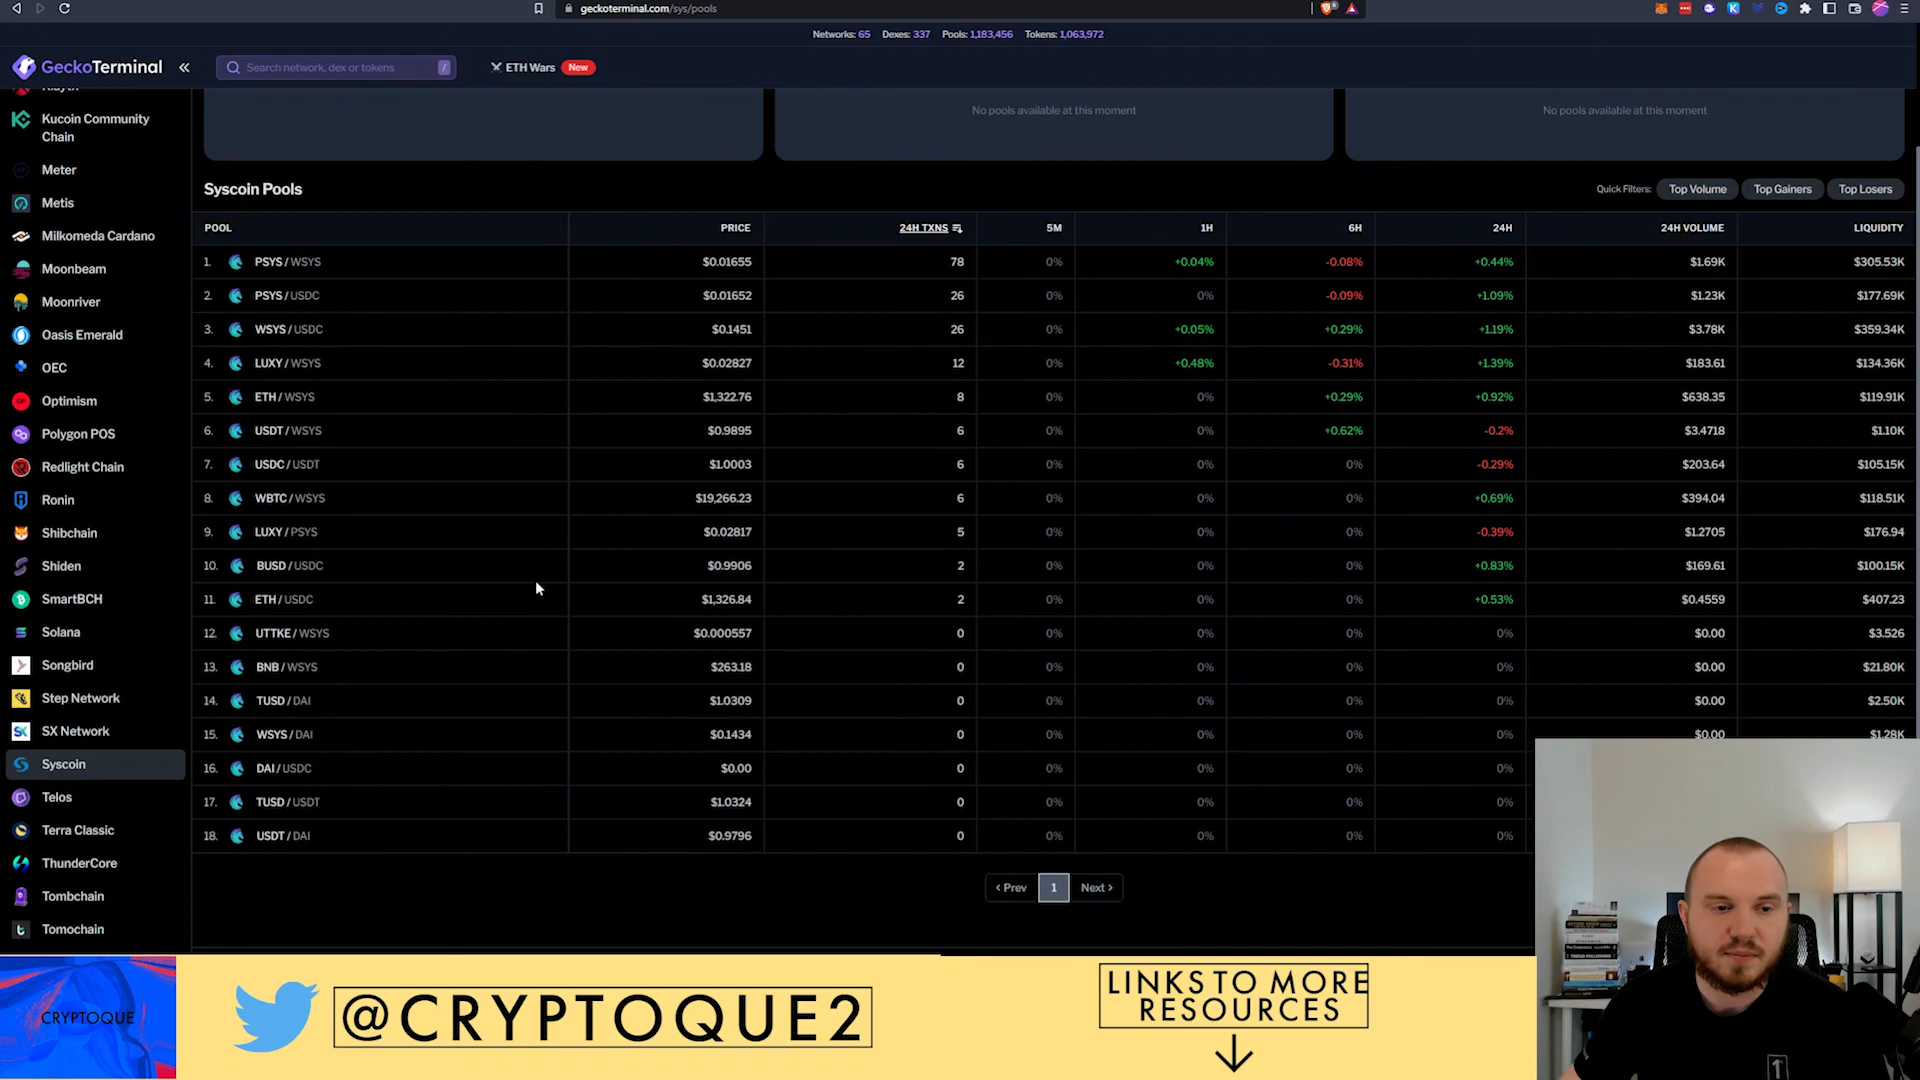 geckoterminal.com/sys/pools
Networks: 65 Dexes: 337 Pools: 1,183,456 Tokens: 1,063,972
GeckoTerminal
Search network, dex or tokens /
ETH Wars New
Kucoin Community
Chain
Meter
Metis
Milkomeda Cardano
Moonbeam
Moonriver
Oasis Emerald
OEC
Optimism
Polygon POS
Redlight Chain
Ronin
Shibchain
Shiden
SmartBCH
Solana
Songbird
Step Network
SX Network
Syscoin
Telos
Terra Classic
ThunderCore
Tombchain
Tomochain
No pools available at this moment
No pools available at this moment
Syscoin Pools
Quick Filters: Top Volume Top Gainers Top Losers
POOL PRICE 24H TXNS 5M 1H 6H 24H 24H VOLUME LIQUIDITY
1. PSYS / WSYS $0.01655 78 0% +0.04% -0.08% +0.44% $1.69K $305.53K
2. PSYS / USDC $0.01652 26 0% 0% -0.09% +1.09% $1.23K $177.69K
3. WSYS / USDC $0.1451 26 0% +0.05% +0.29% +1.19% $3.78K $359.34K
4. LUXY / WSYS $0.02827 12 0% +0.48% -0.31% +1.39% $183.61 $134.36K
5. ETH / WSYS $1,322.76 8 0% 0% +0.29% +0.92% $638.35 $119.91K
6. USDT / WSYS $0.9895 6 0% 0% +0.62% -0.2% $3.4718 $1.10K
7. USDC / USDT $1.0003 6 0% 0% 0% -0.29% $203.64 $105.15K
8. WBTC / WSYS $19,266.23 6 0% 0% 0% +0.69% $394.04 $118.51K
9. LUXY / PSYS $0.02817 5 0% 0% 0% -0.39% $1.2705 $176.94
10. BUSD / USDC $0.9906 2 0% 0% 0% +0.83% $169.61 $100.15K
11. ETH / USDC $1,326.84 2 0% 0% 0% +0.53% $0.4559 $407.23
12. UTTKE / WSYS $0.000557 0 0% 0% 0% 0% $0.00 $3.526
13. BNB / WSYS $263.18 0 0% 0% 0% 0% $0.00 $21.80K
14. TUSD / DAI $1.0309 0 0% 0% 0% 0% $0.00 $2.50K
15. WSYS / DAI $0.1434 0 0% 0% 0% 0% $0.00 $1.28K
16. DAI / USDC $0.00 0 0% 0% 0% 0%
17. TUSD / USDT $1.0324 0 0% 0% 0% 0%
18. USDT / DAI $0.9796 0 0% 0% 0% 0%
‹ Prev 1 Next ›
CRYPTOQUE
@CRYPTOQUE2
LINKS TO MORE
RESOURCES